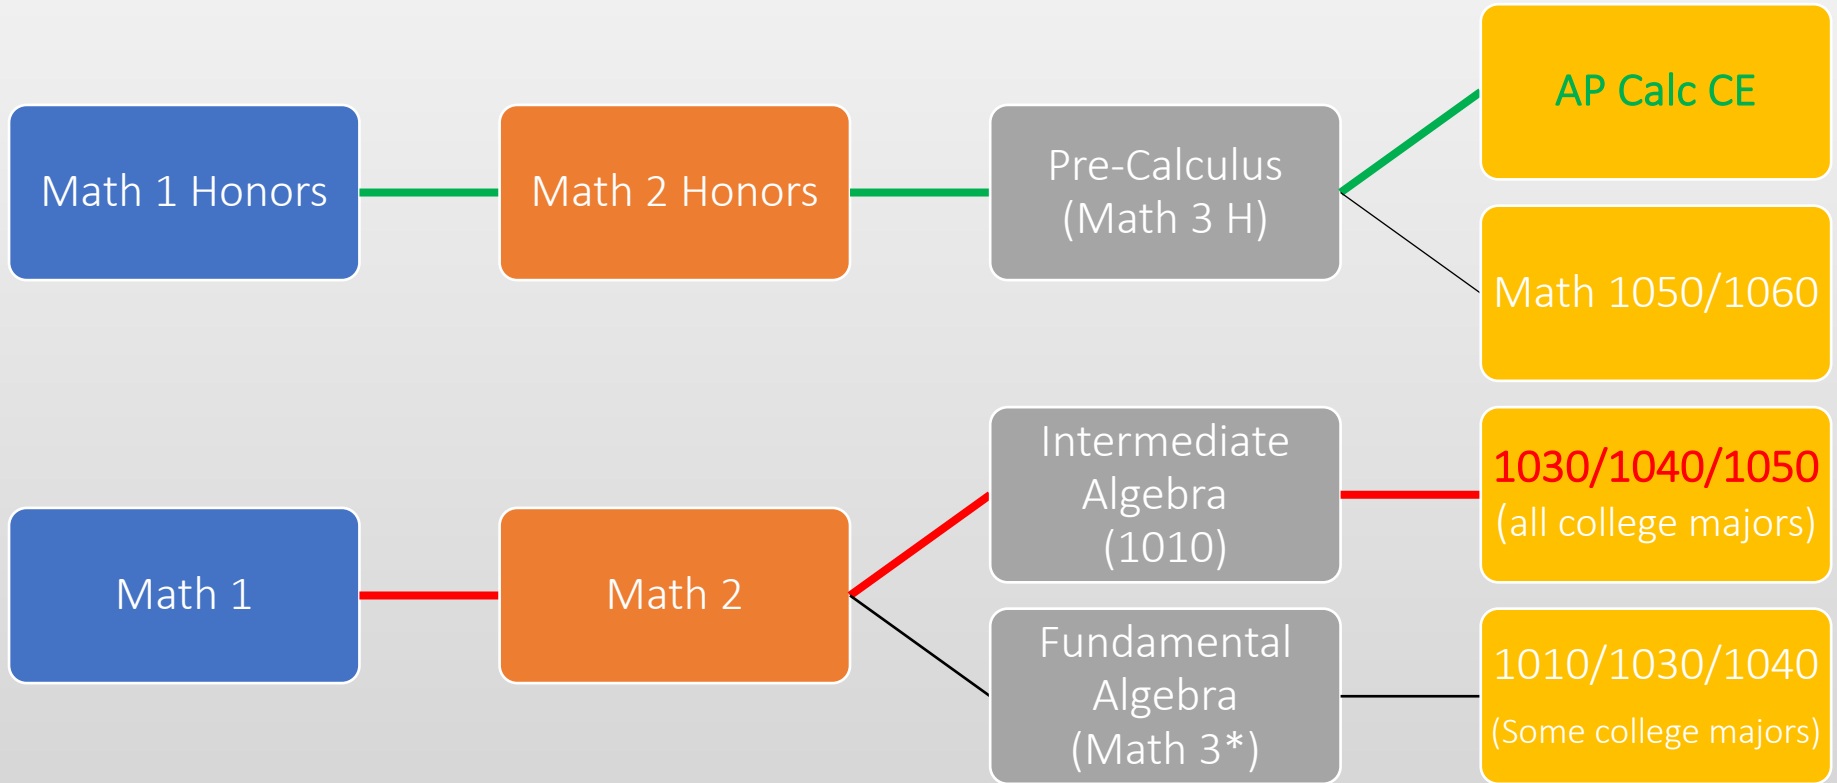 Math 1 Honors
Math 2 Honors
Pre-Calculus
(Math 3 H)
AP Calc CE
Math 1050/1060
Math 1
Math 2
Intermediate
Algebra
(1010)
1030/1040/1050
(all college majors)
Fundamental
Algebra
(Math 3*)
1010/1030/1040
(Some college majors)